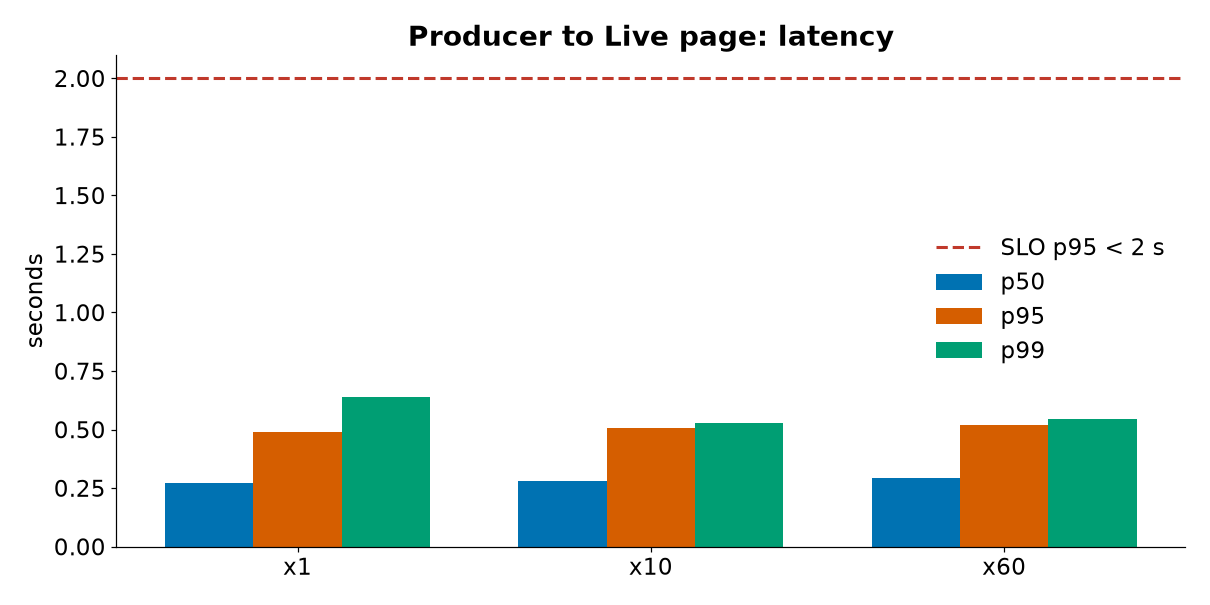 Producer to Live page: latency
2.00
1.75
1.50
1.25
1.00
0.75
0.50
0.25
0.00
seconds
SLO p95 < 2 s
p50
p95
p99
x1
x10
x60